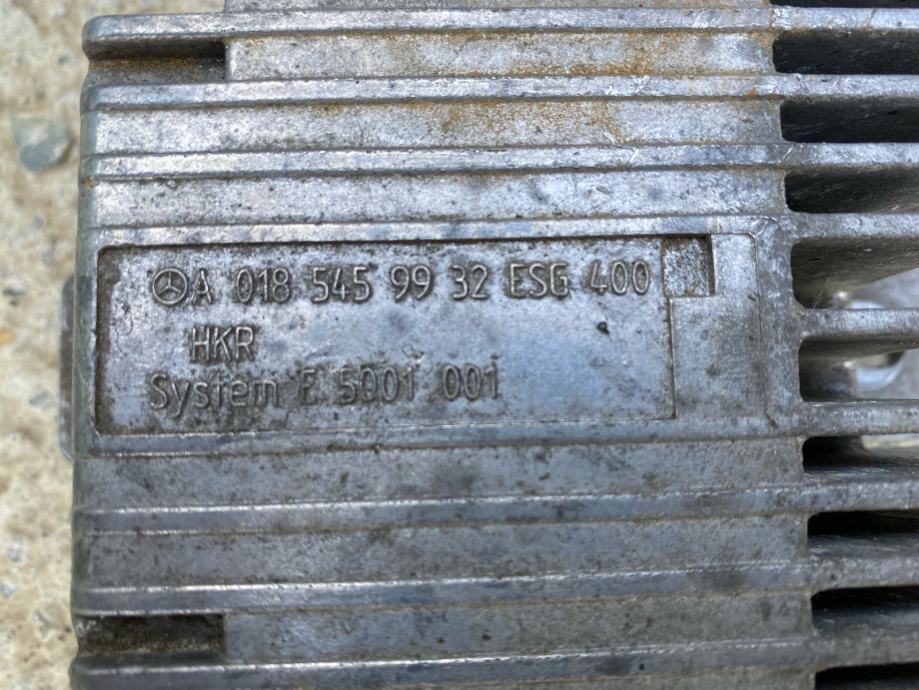 A 018 545 99 32 ESG 400
HKR
System E 5001 001